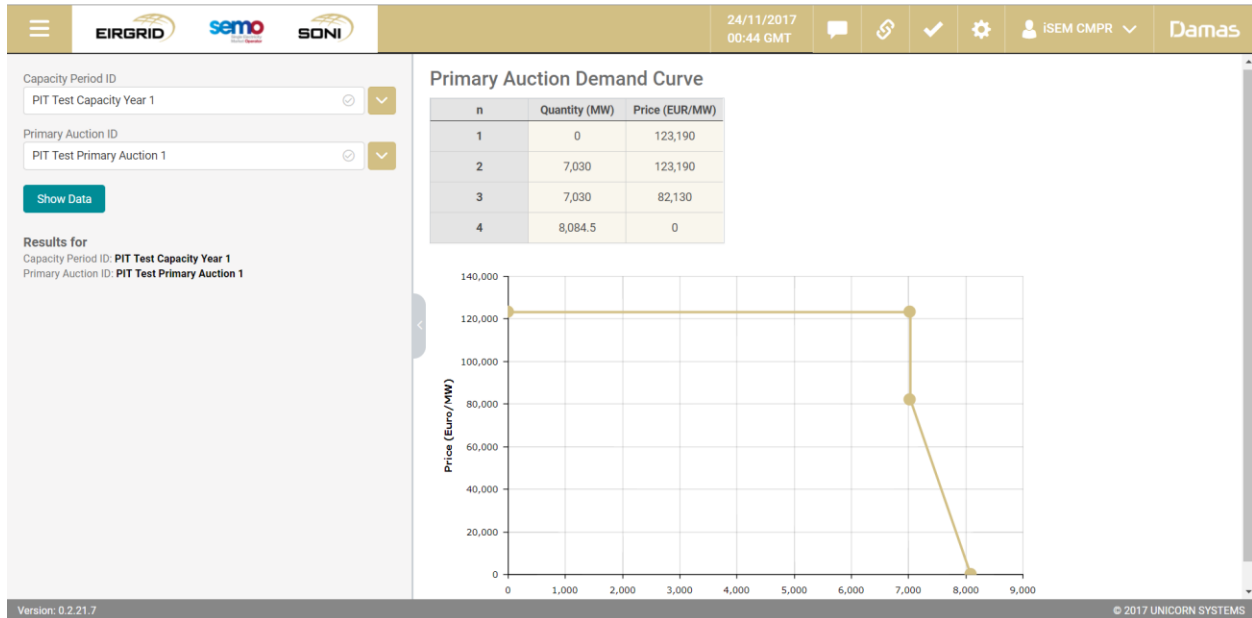 EIRGRID
semo
SONI
24/11/2017
00:44 GMT
iSEM CMPR
Damas
Capacity Period ID
PIT Test Capacity Year 1
Primary Auction ID
PIT Test Primary Auction 1
Show Data
Results for
Capacity Period ID: PIT Test Capacity Year 1
Primary Auction ID: PIT Test Primary Auction 1
Primary Auction Demand Curve
n Quantity (MW) Price (EUR/MW)
1 0 123,190
2 7,030 123,190
3 7,030 82,130
4 8,084.5 0
140,000
120,000
100,000
80,000
60,000
40,000
20,000
0
Price (Euro/MW)
0 1,000 2,000 3,000 4,000 5,000 6,000 7,000 8,000 9,000
Version: 0.2.21.7
© 2017 UNICORN SYSTEMS